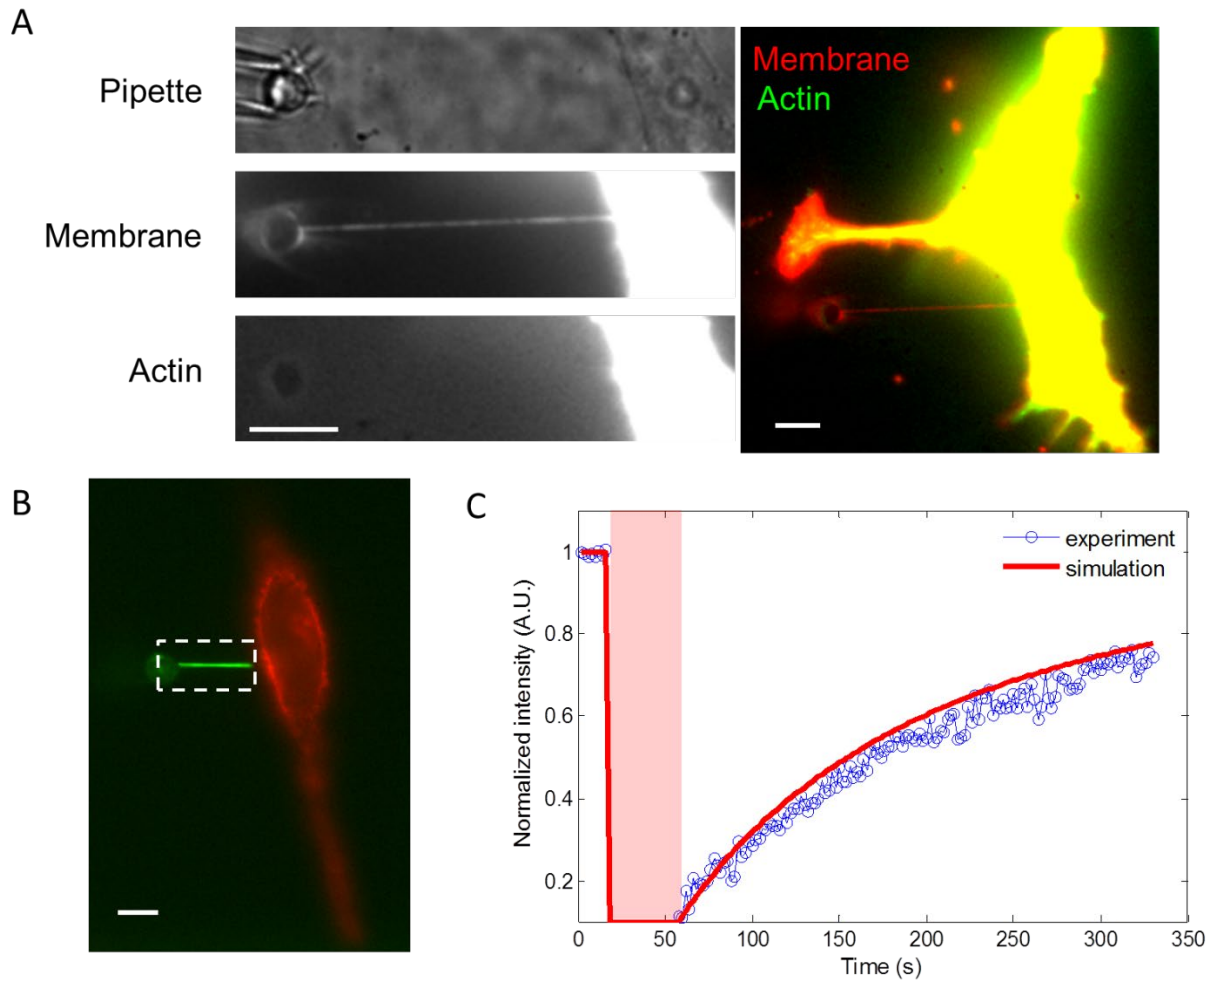 A
Pipette
Membrane
Actin
Membrane
Actin
B
C
Normalized intensity (A.U.)
1
0.8
0.6
0.4
0.2
experiment
simulation
0 50 100 150 200 250 300 350
Time (s)